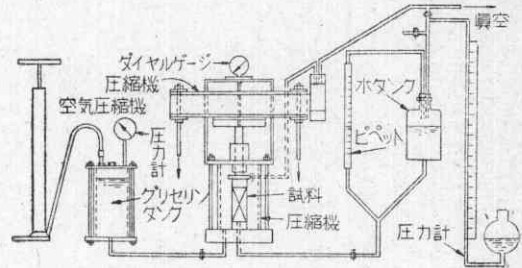 ダイヤルゲージ
圧縮機
空気圧縮機
圧力計
グリセリン
タンク
試料
圧縮機
眞空
水タンク
ピペット
圧力計